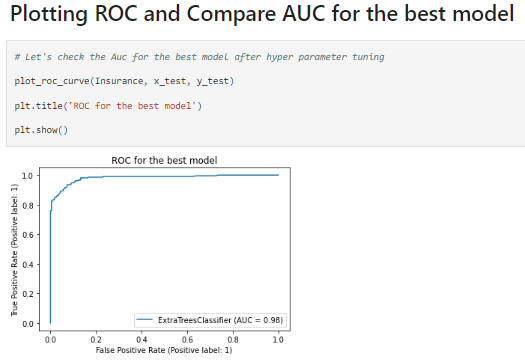 Plotting ROC and Compare AUC for the best model
# Let's check the Auc for the best model after hyper parameter tuning
plot_roc_curve(Insurance, x_test, y_test)
plt.title('ROC for the best model')
plt.show()
ROC for the best model
True Positive Rate (Positive label: 1)
1.0
0.8
0.6
0.4
0.2
0.0
ExtraTreesClassifier (AUC = 0.98)
0.0 0.2 0.4 0.6 0.8 1.0
False Positive Rate (Positive label: 1)